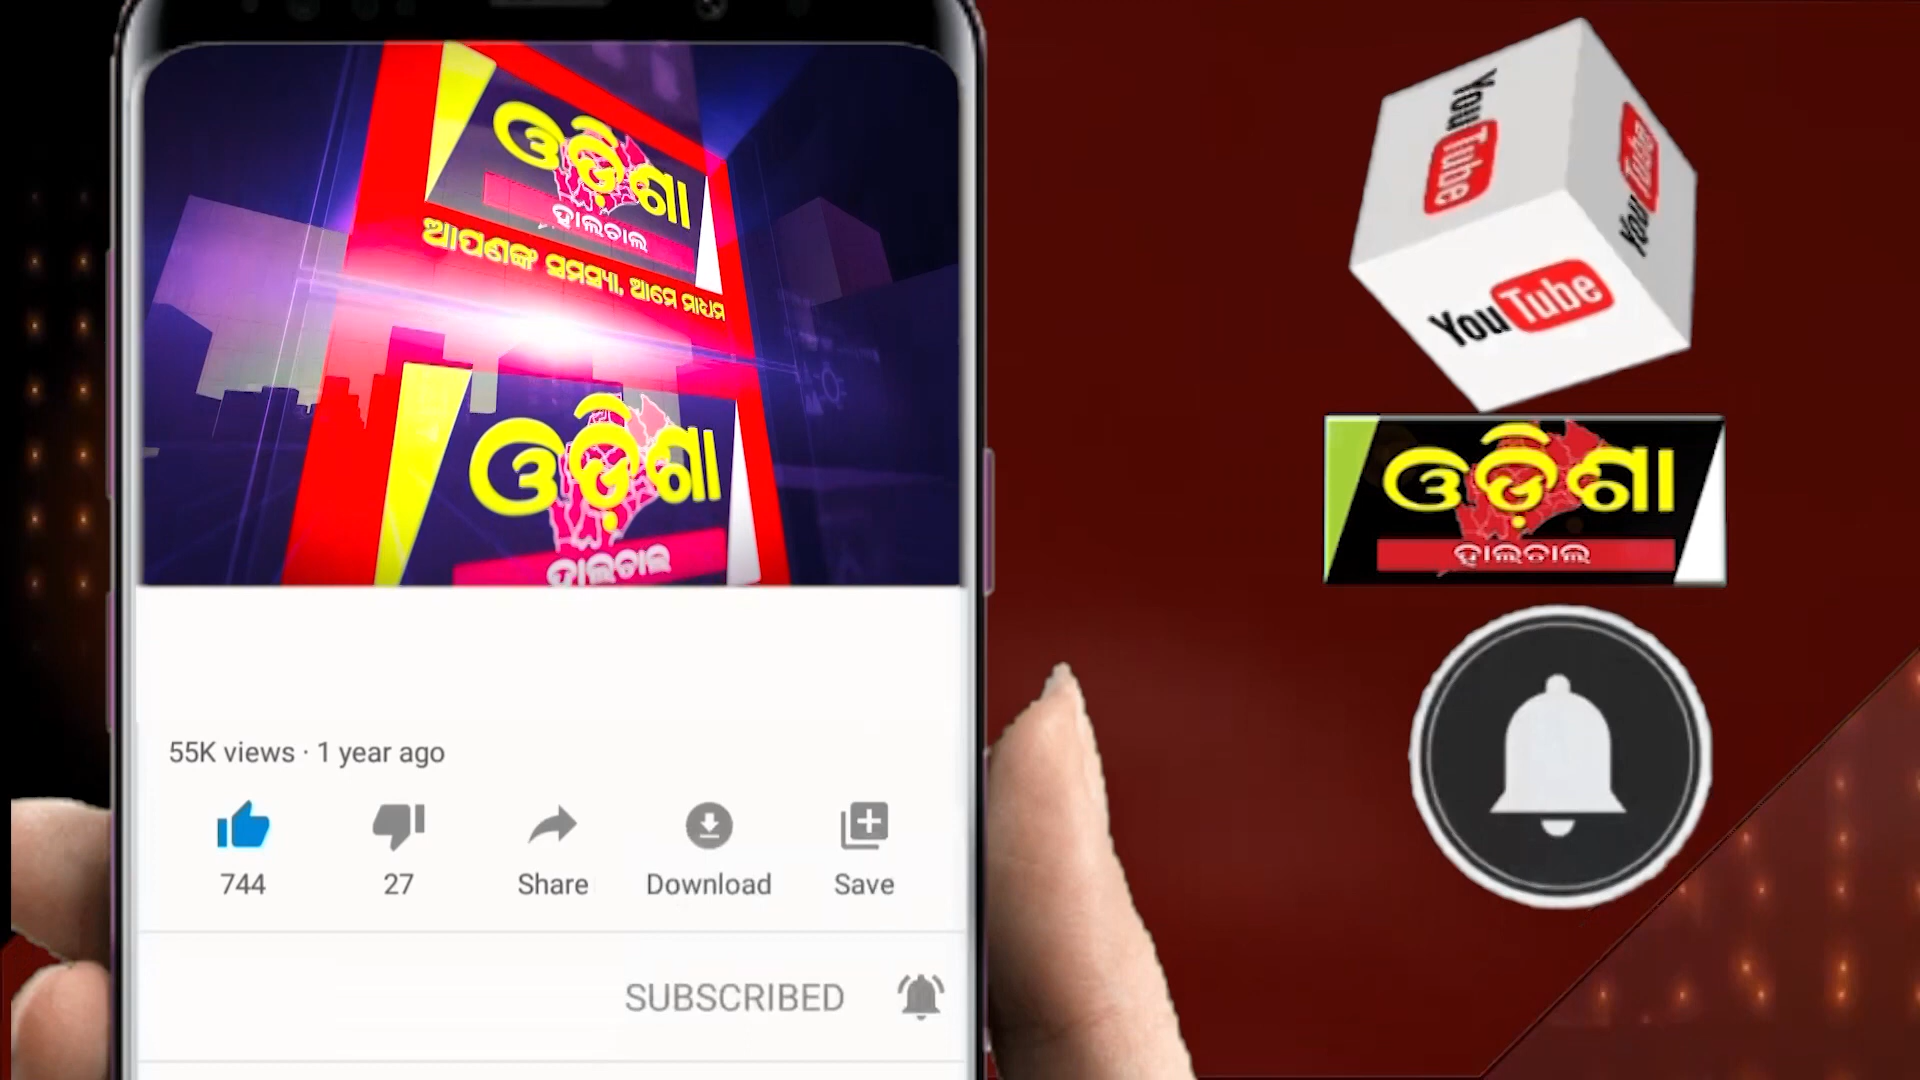 ଓଡ଼ିଶା
ହାଲଚାଲ
ଆପଣଙ୍କ ସମସ୍ୟା, ଆମେ ମାଧ୍ୟମ
ଓଡ଼ିଶା
ହାଲଚାଲ
55K views · 1 year ago
744
27
Share
Download
Save
SUBSCRIBED
YouTube
YouTube
YouTube
ଓଡ଼ିଶା
ହାଲଚାଲ